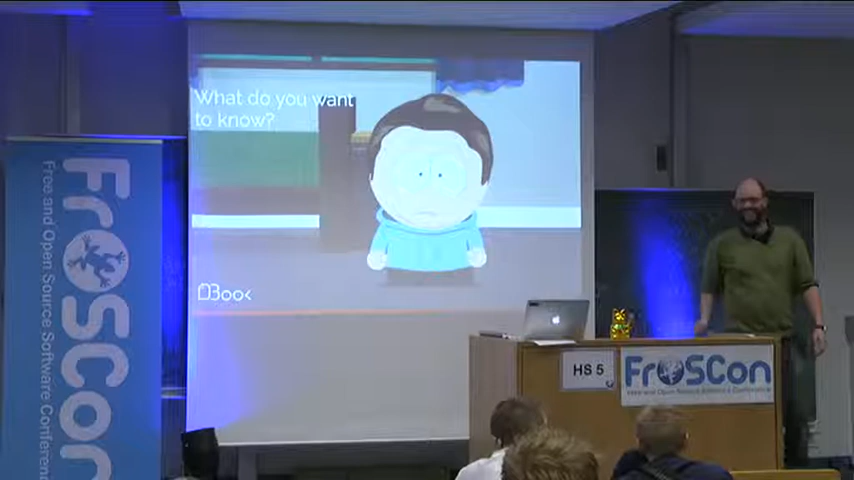 What do you want
to know?
Book
FrOSCon
Free and Open Source Software Conference
HS 5
FrOSCon
Free and Open Source Software Conference